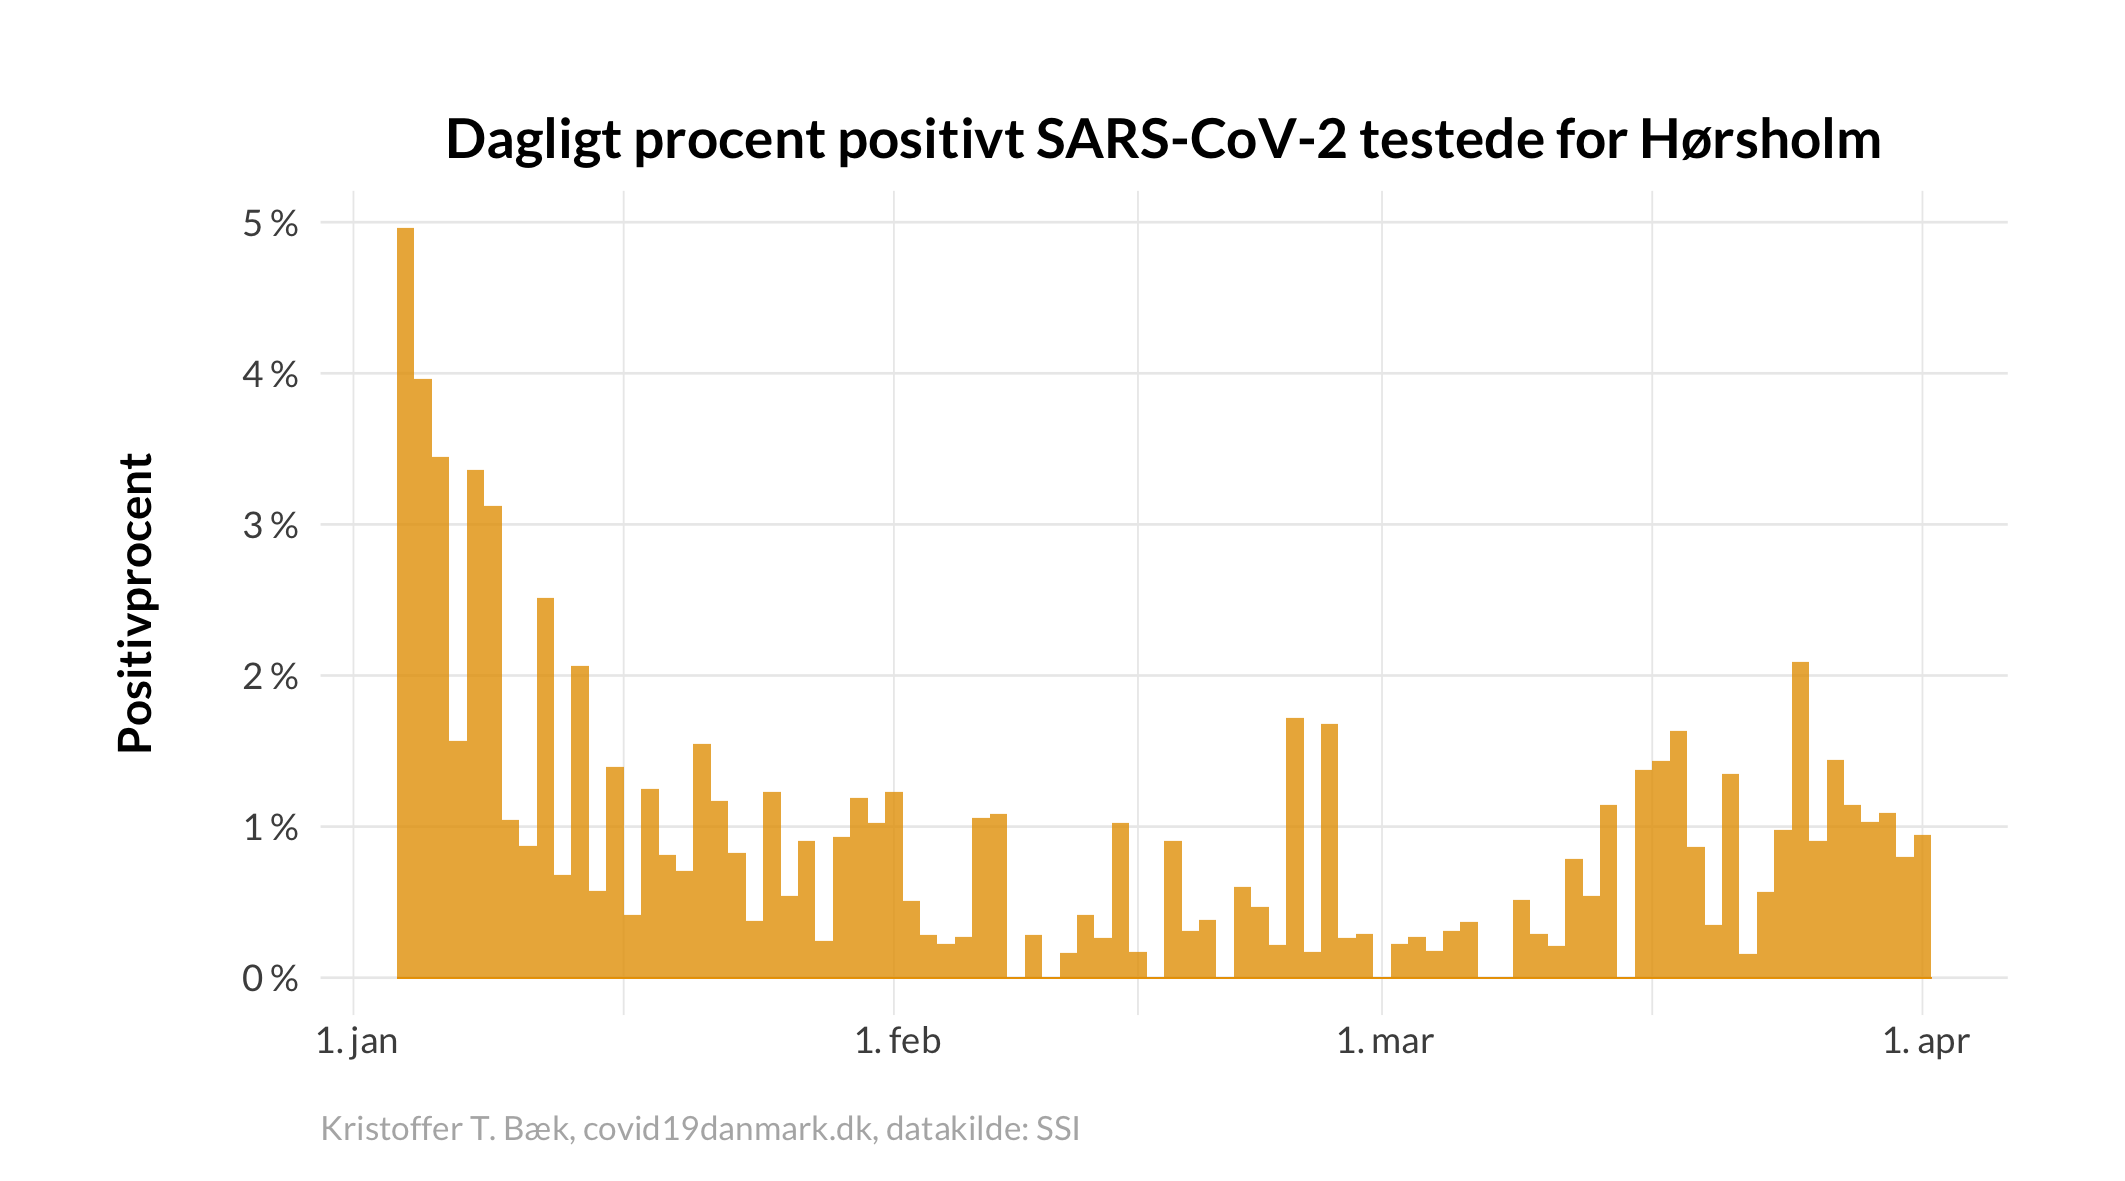 Dagligt procent positivt SARS-CoV-2 testede for Hørsholm
Positivprocent
5 %
4 %
3 %
2 %
1 %
0 %
1. jan
1. feb
1. mar
1. apr
Kristoffer T. Bæk, covid19danmark.dk, datakilde: SSI